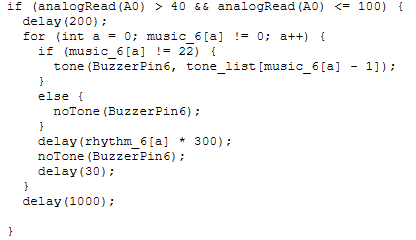 if (analogRead(A0) > 40 && analogRead(A0) <= 100) {
  delay(200);
  for (int a = 0; music_6[a] != 0; a++) {
    if (music_6[a] != 22) {
      tone(BuzzerPin6, tone_list[music_6[a] - 1]);
    }
    else {
      noTone(BuzzerPin6);
    }
    delay(rhythm_6[a] * 300);
    noTone(BuzzerPin6);
    delay(30);
  }
  delay(1000);

}